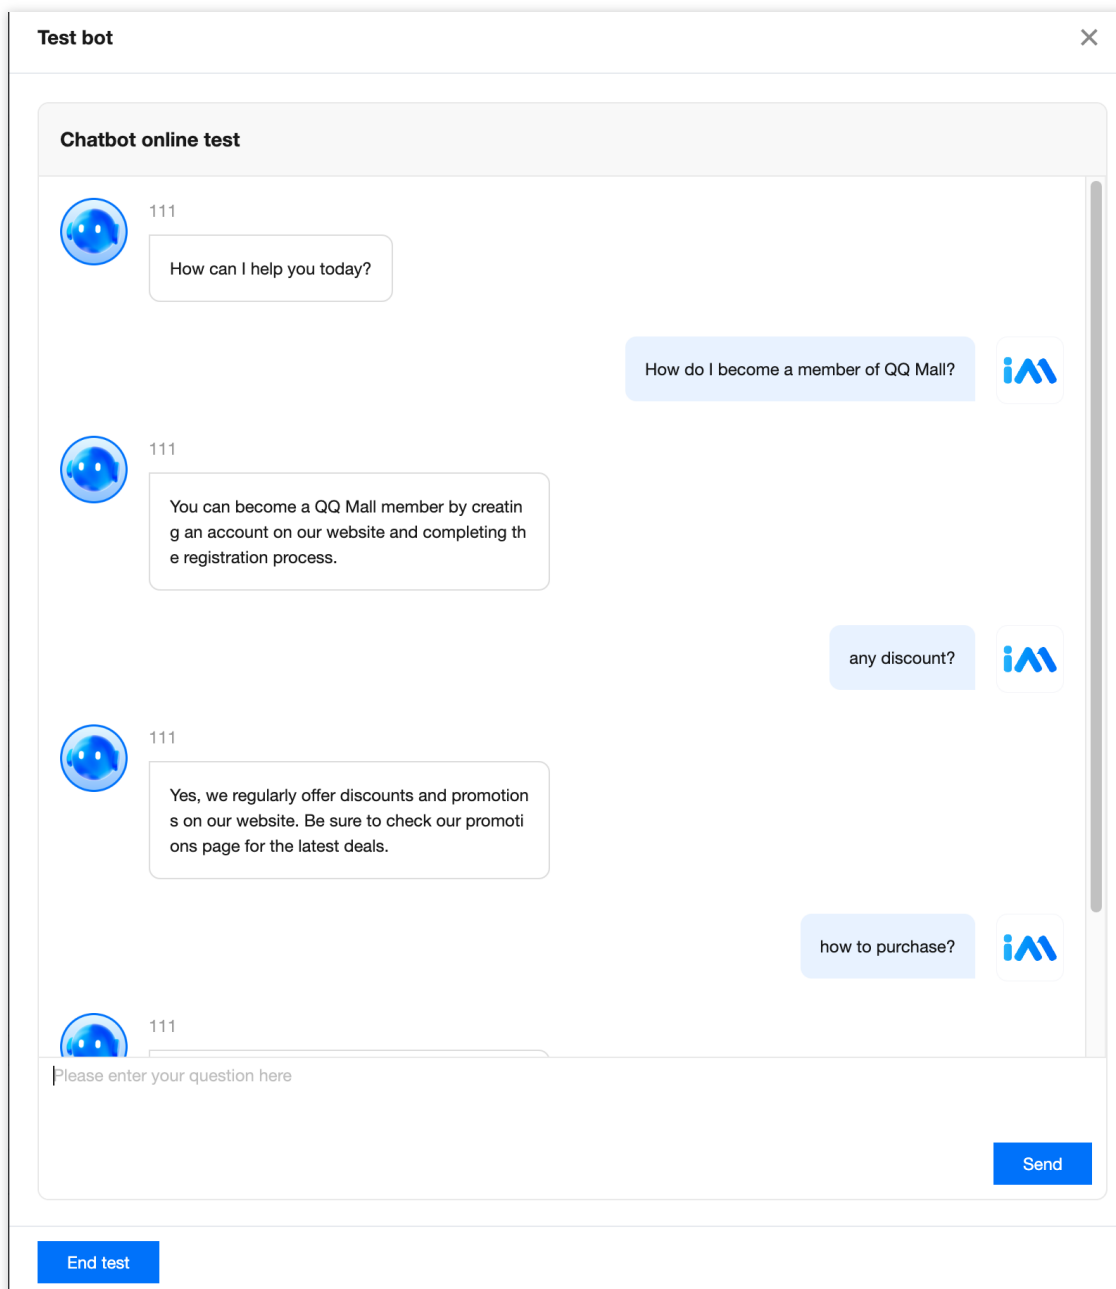 Test bot
Chatbot online test
111
How can I help you today?
How do I become a member of QQ Mall?
iM
111
You can become a QQ Mall member by creatin
g an account on our website and completing th
e registration process.
any discount?
iM
111
Yes, we regularly offer discounts and promotion
s on our website. Be sure to check our promoti
ons page for the latest deals.
how to purchase?
iM
111
Please enter your question here
Send
End test